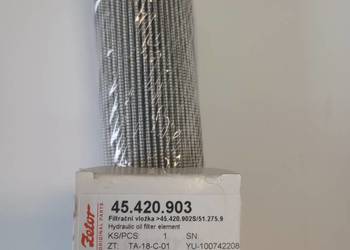 Zetor
ORIGINAL PARTS
45.420.903
Filtrační vložka >45.420.902S/51.275.9
Hydraulic oil filter element
KS/PCS: 1 SN:
ZT: TA-18-C-01 YU-100742208